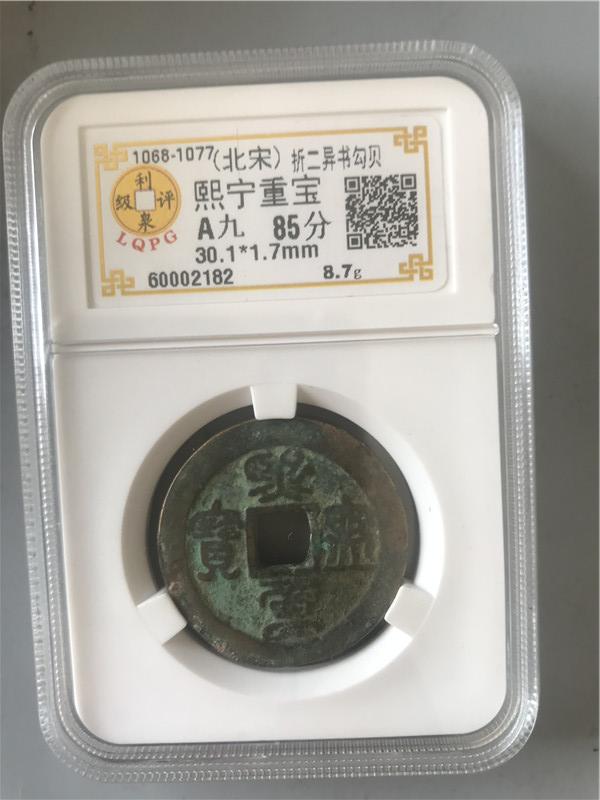 1068-1077(北宋)折二异书勾贝
利泉评级
LQPG
熙宁重宝
A九 85分
30.1*1.7mm
60002182 8.7g
熙寧重寶